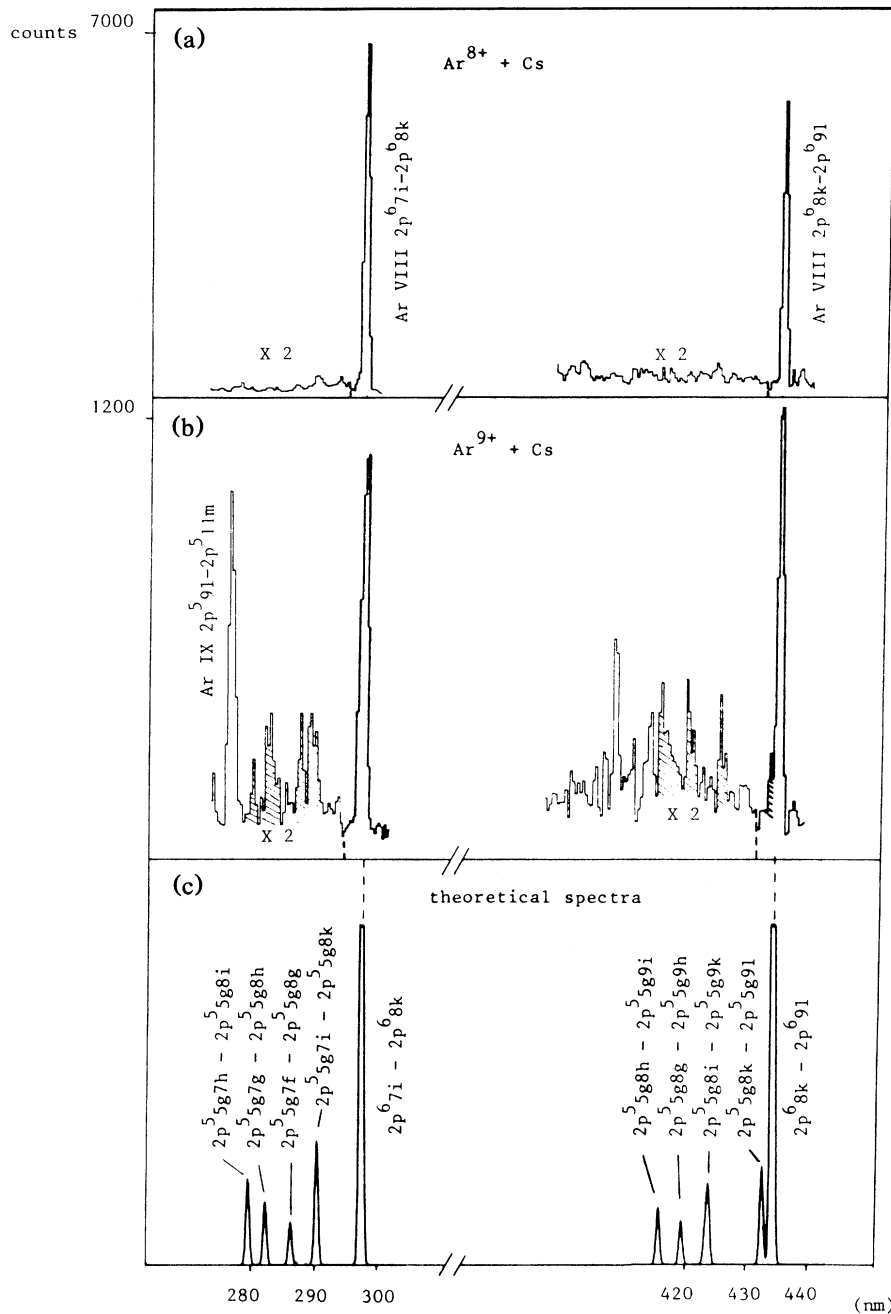 counts
7000
(a)
Ar8+ + Cs
Ar VIII 2p67i-2p68k
X 2
X 2
Ar VIII 2p68k-2p69l
1200
(b)
Ar9+ + Cs
Ar IX 2p59l-2p511m
X 2
X 2
(c)
theoretical spectra
2p55g7h - 2p55g8i
2p55g7g - 2p55g8h
2p55g7f - 2p55g8g
2p55g7i - 2p55g8k
2p67i - 2p68k
2p55g8h - 2p55g9i
2p55g8g - 2p55g9h
2p55g8i - 2p55g9k
2p55g8k - 2p55g9l
2p68k - 2p69l
280 290 300 420 430 440 (nm)